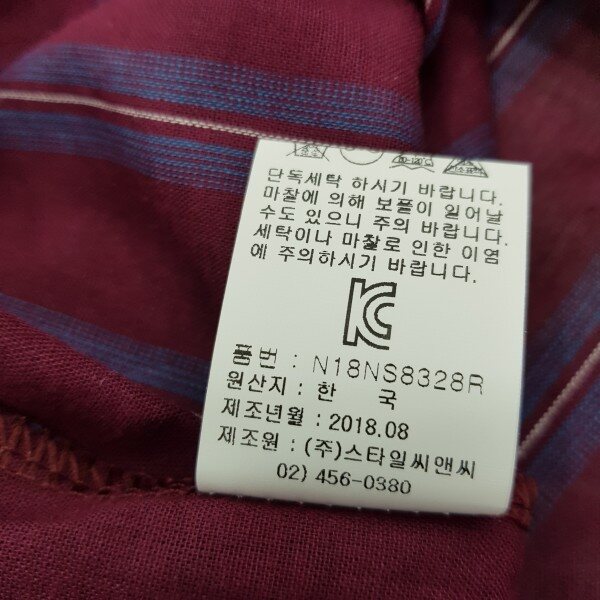 단독세탁 하시기 바랍니다.
마찰에 의해 보풀이 일어날
수도 있으니 주의 바랍니다.
세탁이나 마찰로 인한 이염
에 주의하시기 바랍니다.
품번 : N18NS8328R
원산지 : 한 국
제조년월 : 2018.08
제조원 : (주)스타일씨앤씨
02) 456-0380